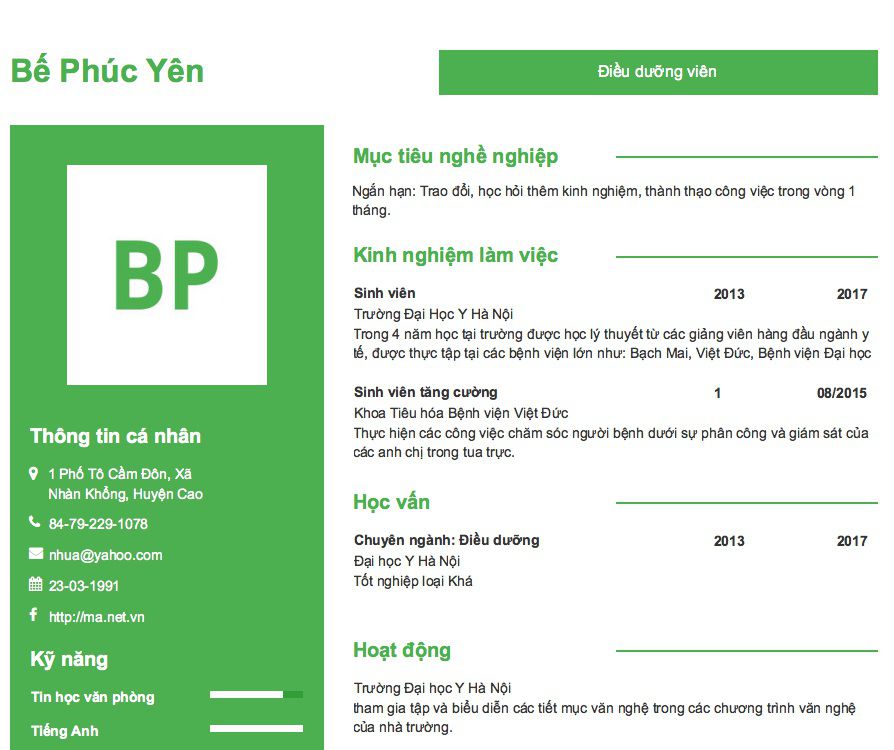 Bế Phúc Yên
Điều dưỡng viên
BP
Thông tin cá nhân
1 Phố Tô Cầm Đôn, Xã
Nhàn Khổng, Huyện Cao
84-79-229-1078
nhua@yahoo.com
23-03-1991
http://ma.net.vn
Kỹ năng
Tin học văn phòng
Tiếng Anh
Mục tiêu nghề nghiệp
Ngắn hạn: Trao đổi, học hỏi thêm kinh nghiệm, thành thạo công việc trong vòng 1
tháng.
Kinh nghiệm làm việc
Sinh viên 2013 2017
Trường Đại Học Y Hà Nội
Trong 4 năm học tại trường được học lý thuyết từ các giảng viên hàng đầu ngành y
tế, được thực tập tại các bệnh viện lớn như: Bạch Mai, Việt Đức, Bệnh viện Đại học
Sinh viên tăng cường 1 08/2015
Khoa Tiêu hóa Bệnh viện Việt Đức
Thực hiện các công việc chăm sóc người bệnh dưới sự phân công và giám sát của
các anh chị trong tua trực.
Học vấn
Chuyên ngành: Điều dưỡng 2013 2017
Đại học Y Hà Nội
Tốt nghiệp loại Khá
Hoạt động
Trường Đại học Y Hà Nội
tham gia tập và biểu diễn các tiết mục văn nghệ trong các chương trình văn nghệ
của nhà trường.